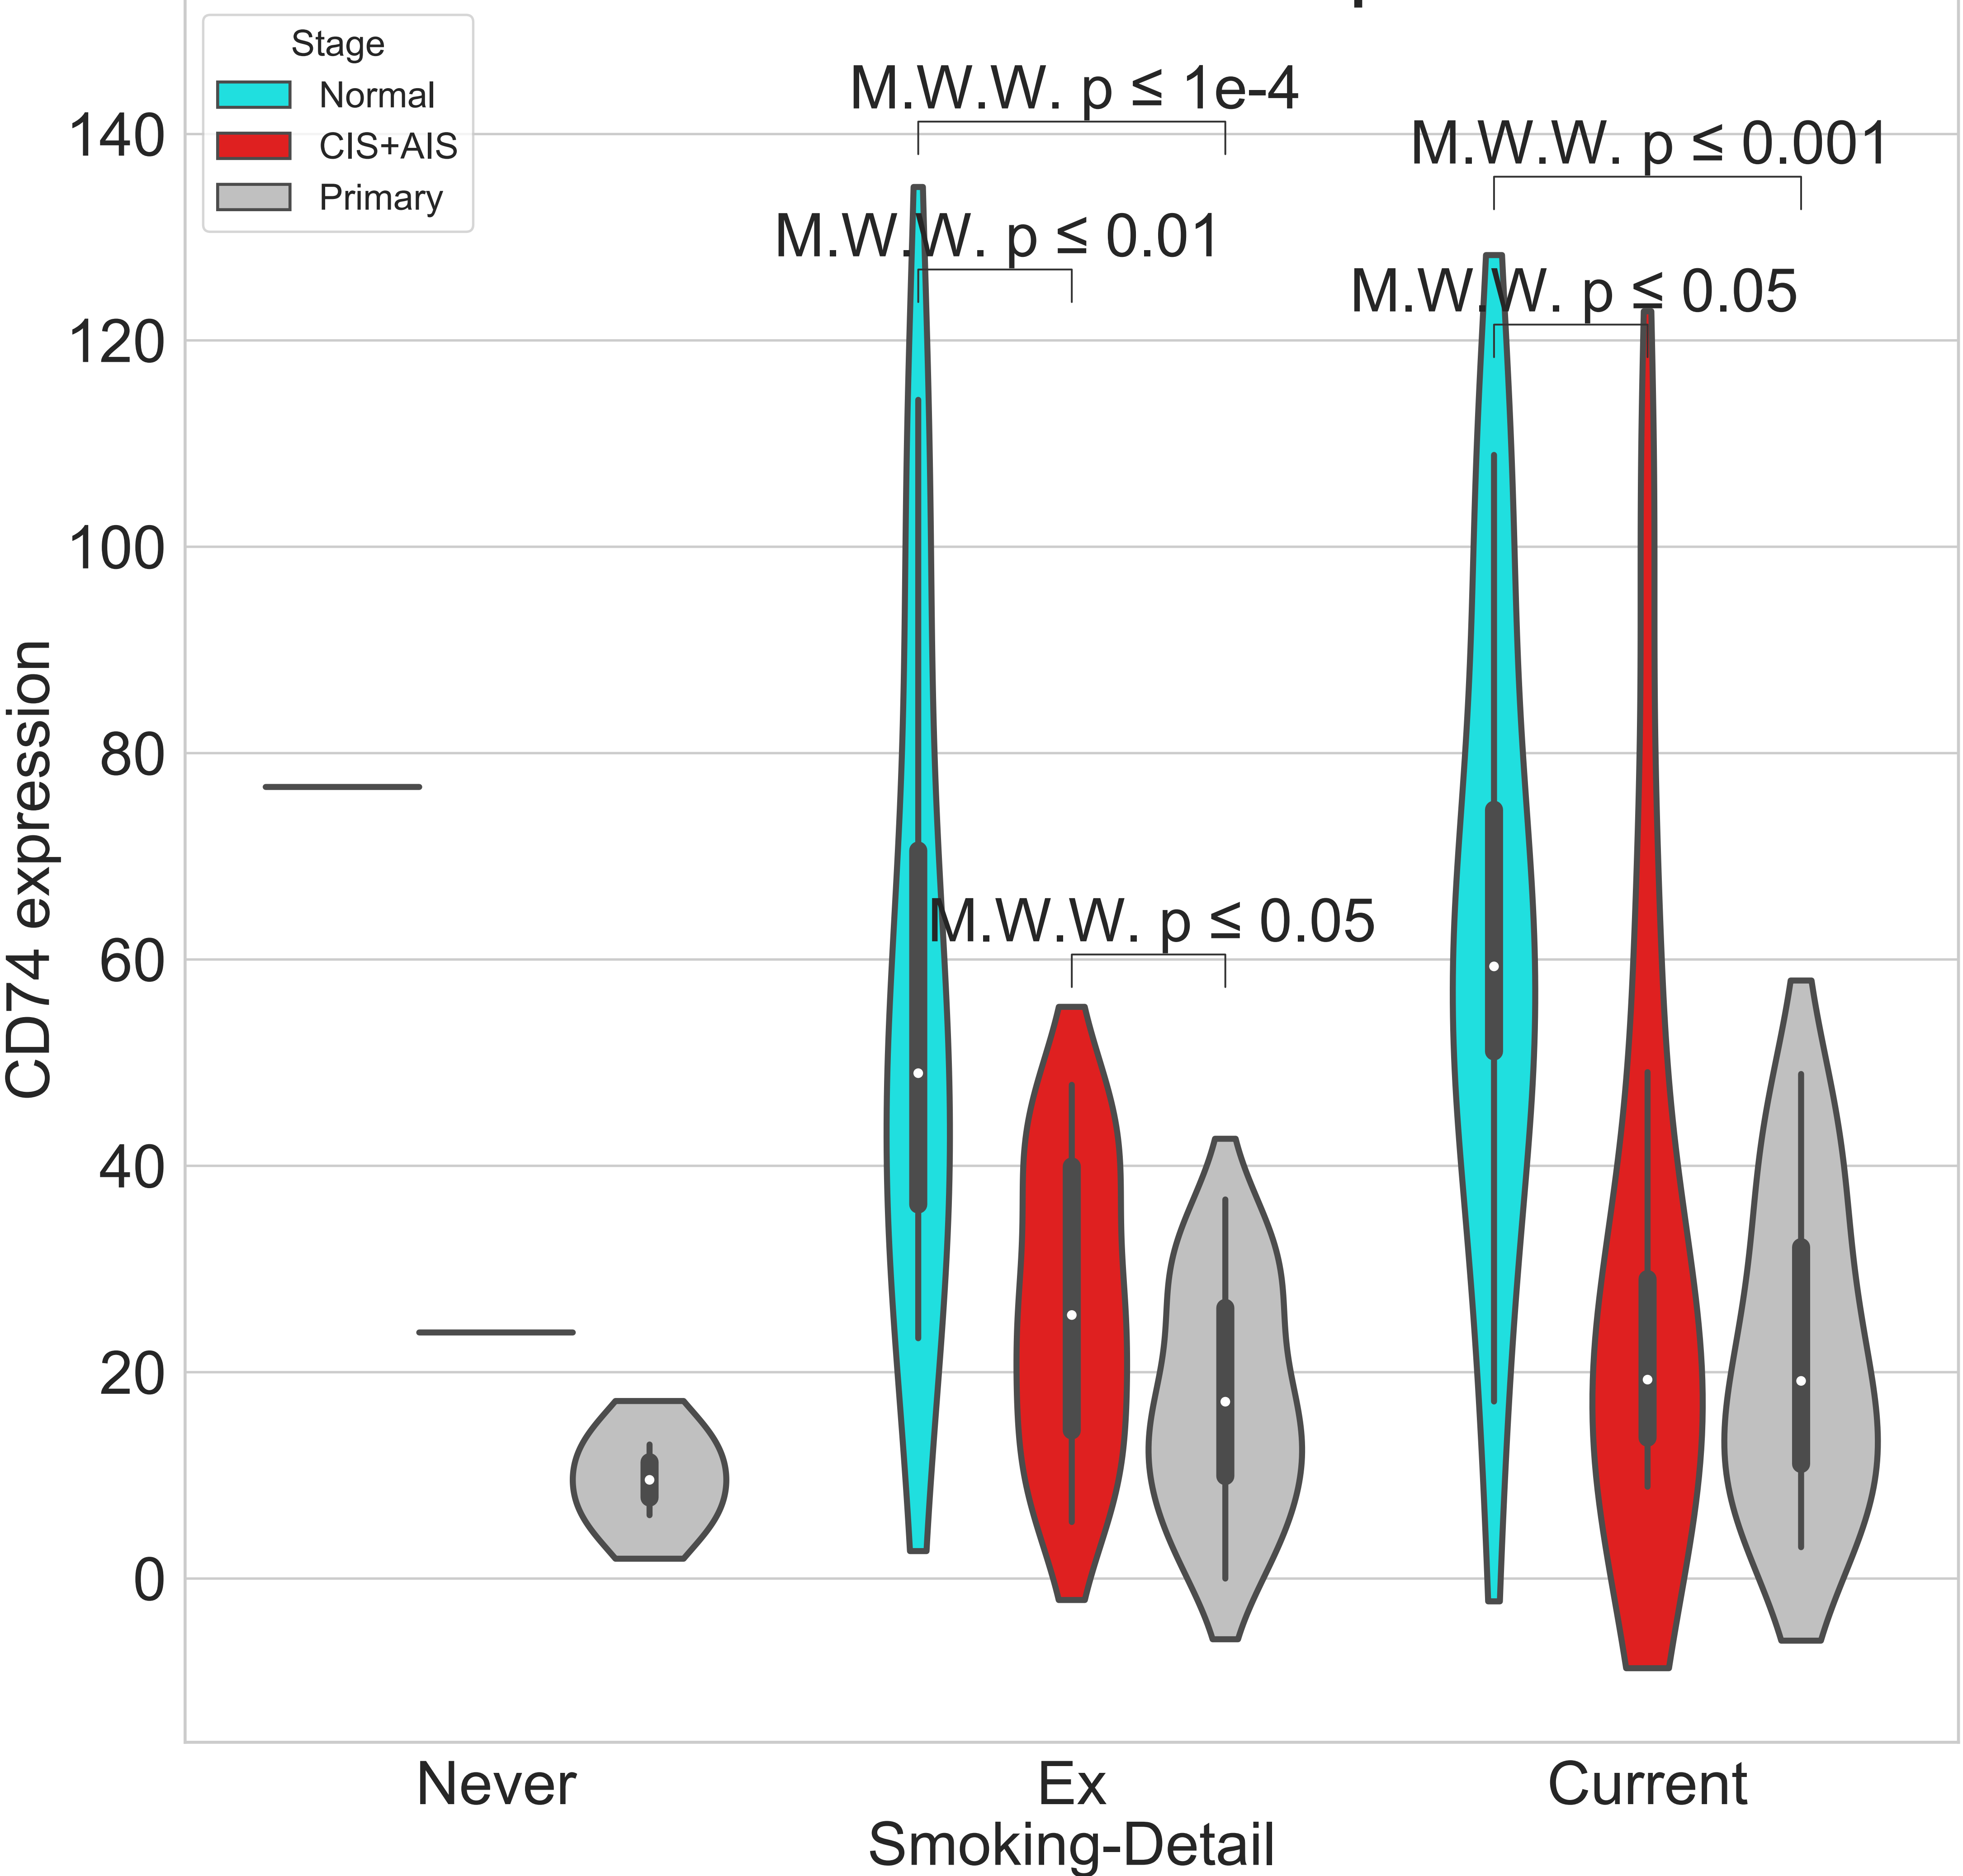 Stage
Normal
CIS+AIS
Primary
M.W.W. p ≤ 1e-4
M.W.W. p ≤ 0.001
M.W.W. p ≤ 0.01
M.W.W. p ≤ 0.05
M.W.W. p ≤ 0.05
140
120
100
80
60
40
20
0
CD74 expression
Never
Ex
Current
Smoking-Detail